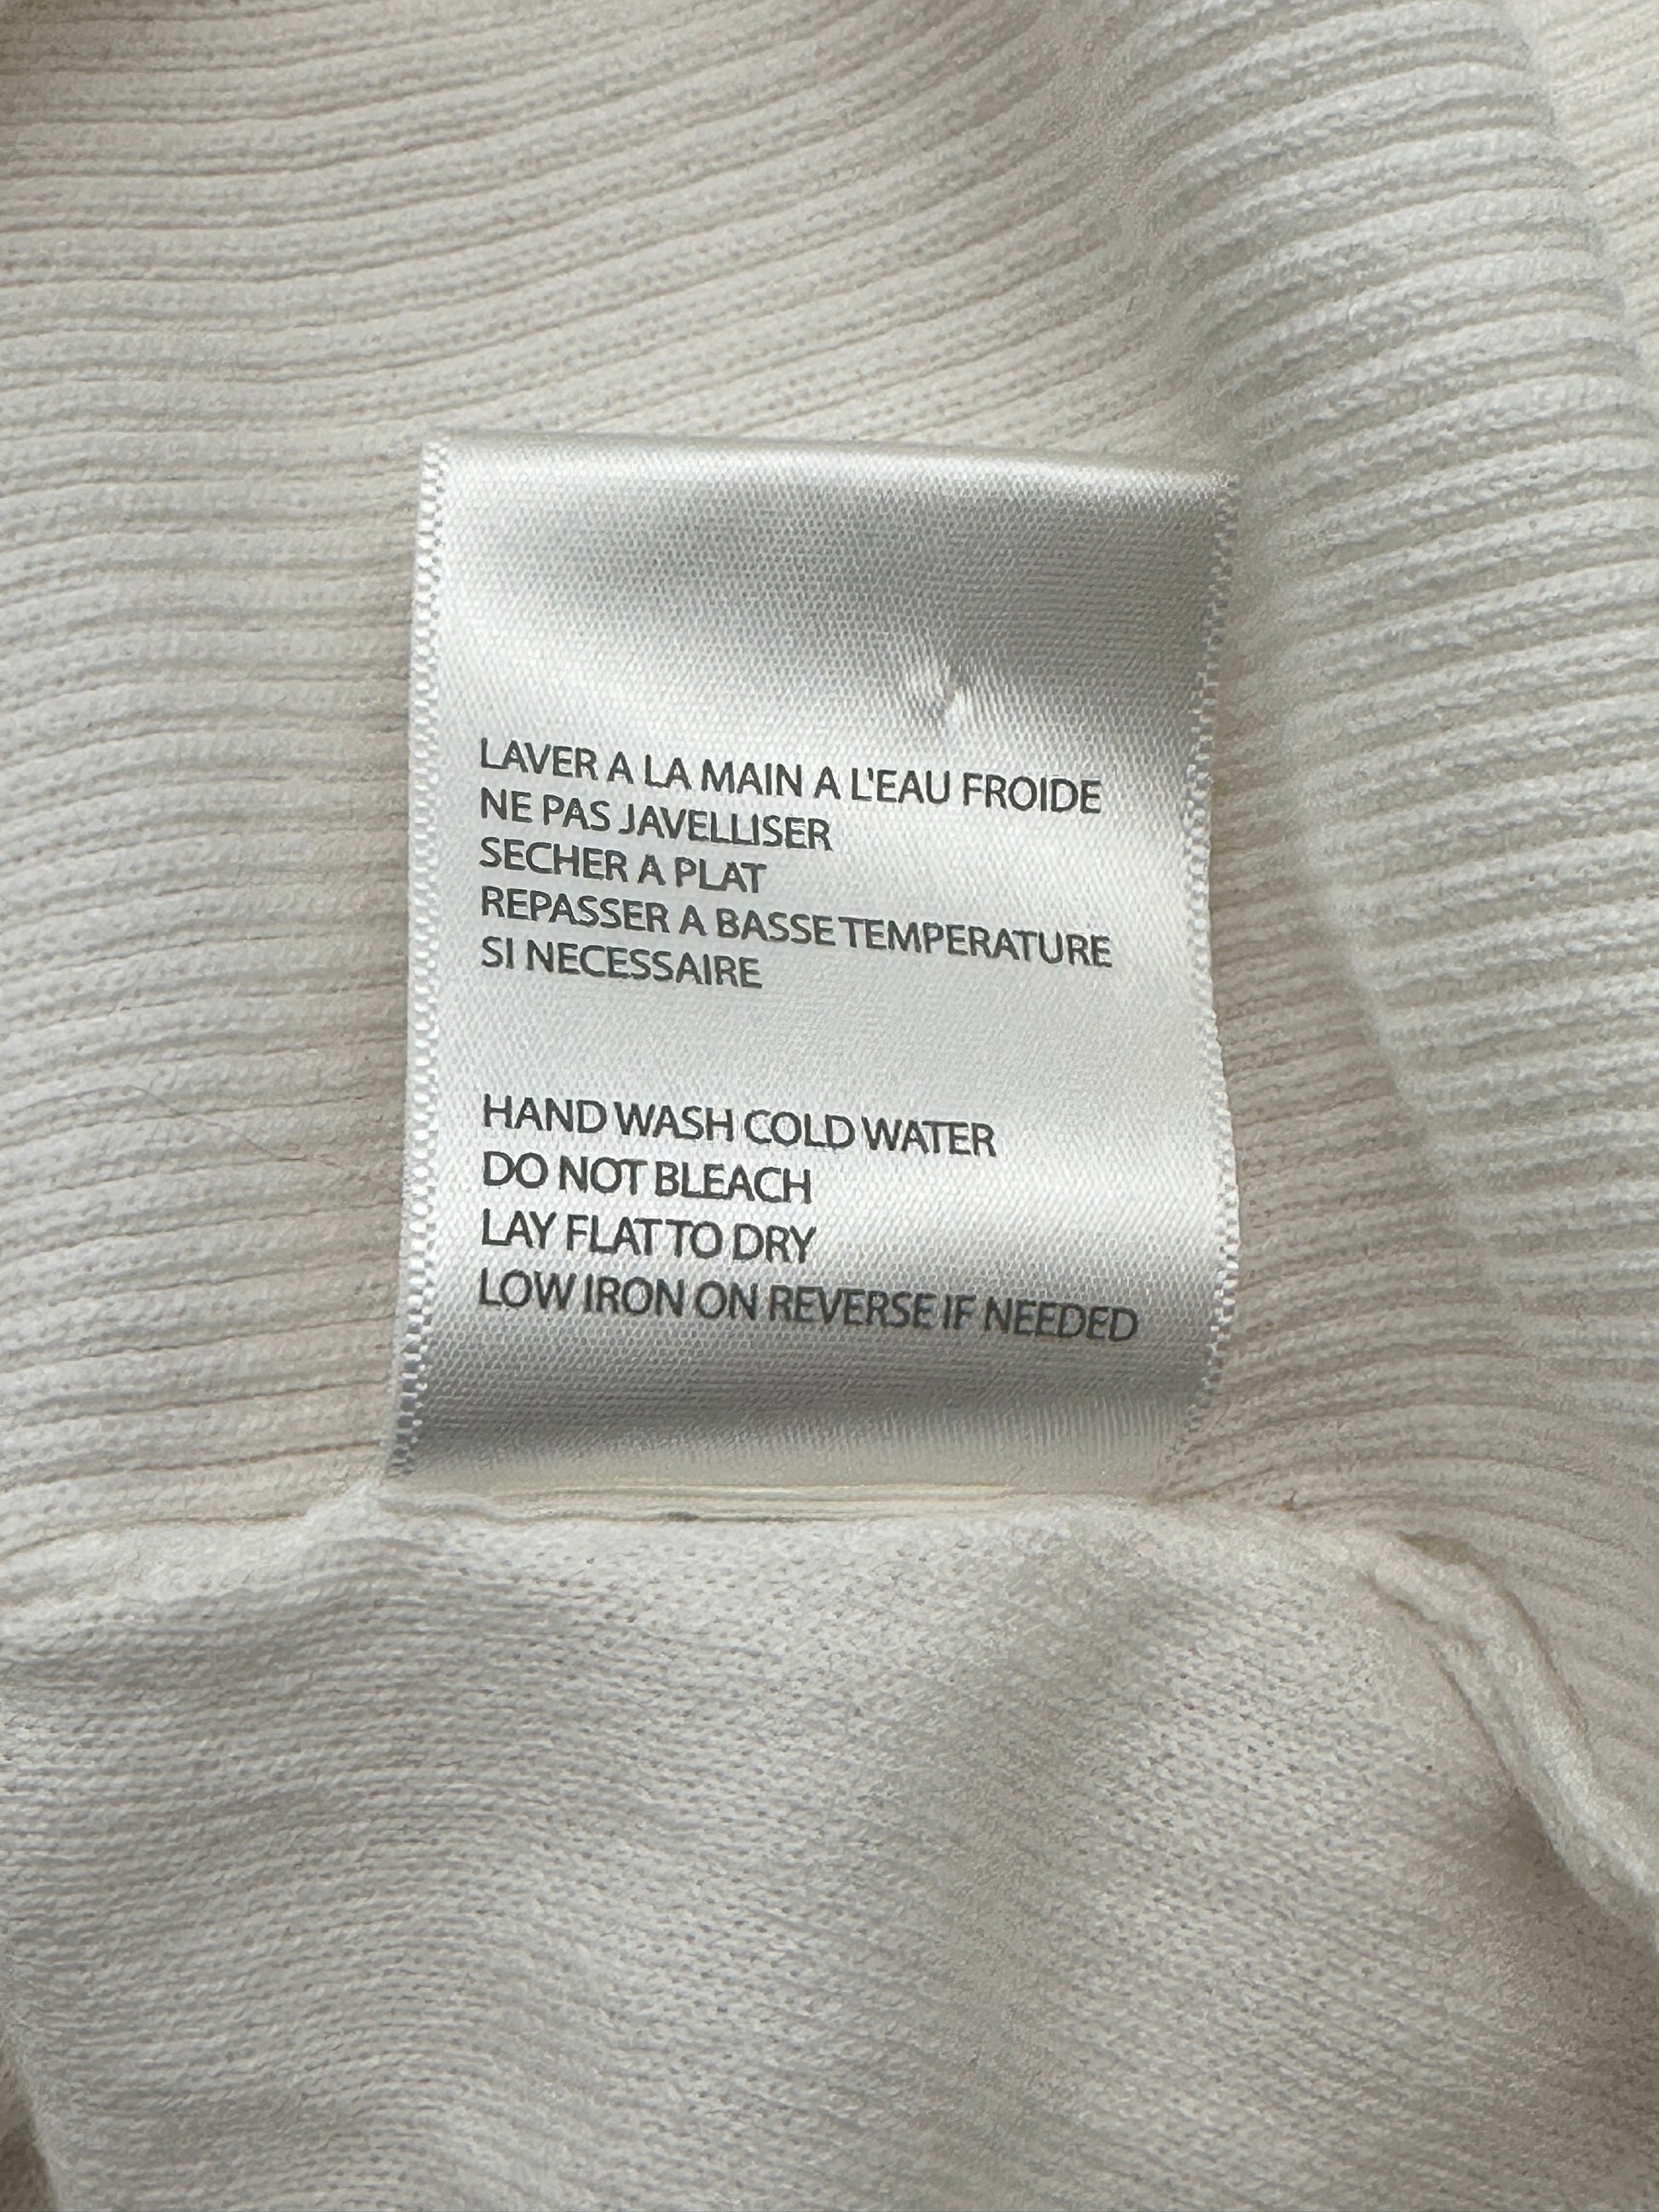 LAVER A LA MAIN A L'EAU FROIDE
NE PAS JAVELLISER
SECHER A PLAT
REPASSER A BASSE TEMPERATURE
SI NECESSAIRE
HAND WASH COLD WATER
DO NOT BLEACH
LAY FLAT TO DRY
LOW IRON ON REVERSE IF NEEDED